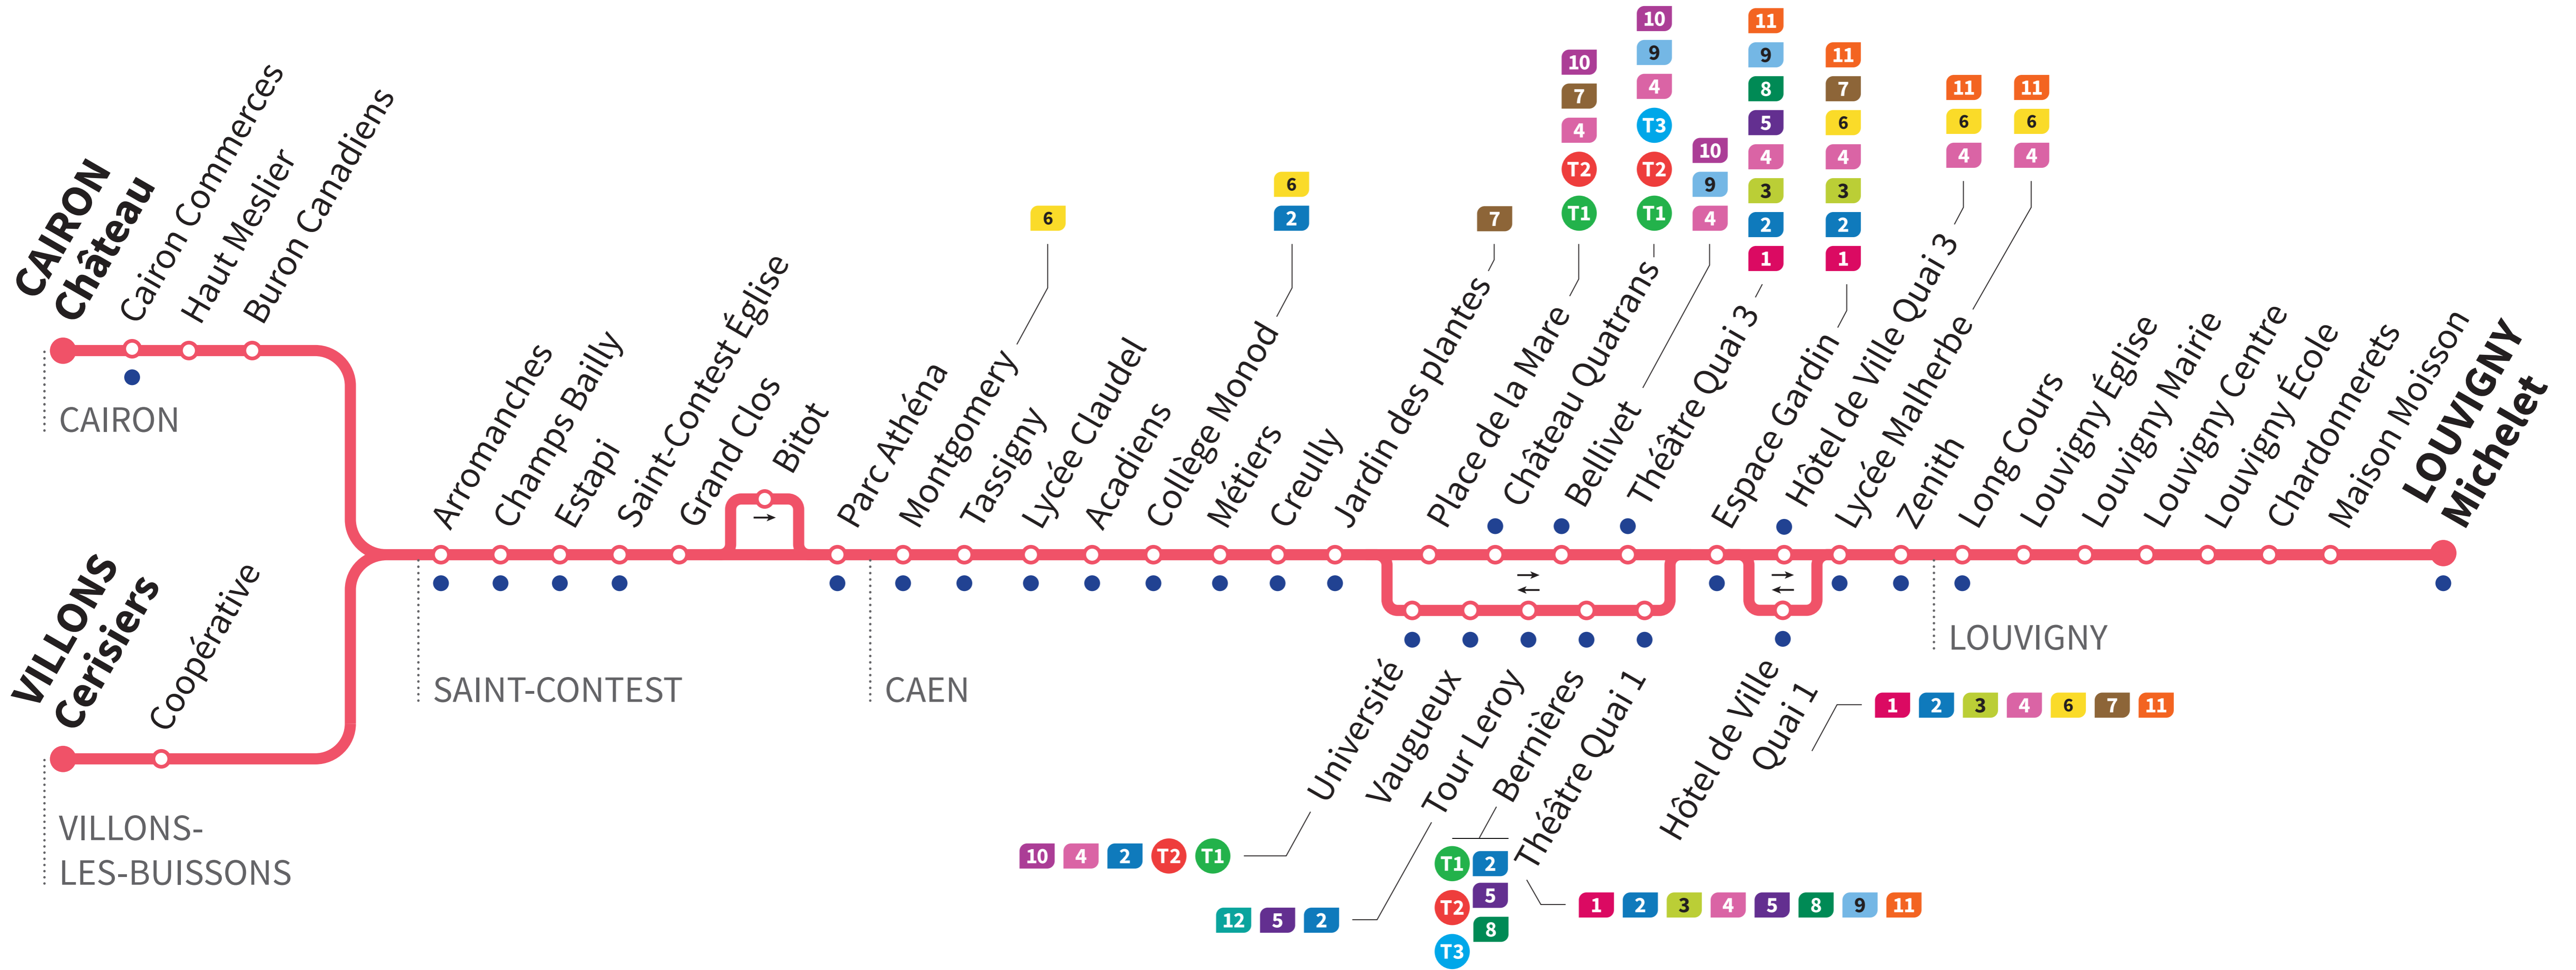 CAIRON
Château
Cairon Commerces
Haut Meslier
Buron Canadiens
CAIRON
VILLONS
Cerisiers
Coopérative
VILLONS-
LES-BUISSONS
Arromanches
Champs Bailly
Estapi
Saint-Contest Église
Grand Clos
Bitot
SAINT-CONTEST
Parc Athéna
Montgomery
6
Tassigny
Lycée Claudel
Acadiens
Collège Monod
6
2
Métiers
Creully
Jardin des plantes
7
CAEN
Place de la Mare
10
7
4
T2
T1
Château Quatrans
10
9
4
T3
T2
T1
Bellivet
10
9
4
Théâtre Quai 3
11
9
8
5
4
3
2
1
Espace Gardin
11
7
6
4
3
2
1
Hôtel de Ville Quai 3
11
6
4
Lycée Malherbe
11
6
4
Zenith
Long Cours
Louvigny Église
Louvigny Mairie
Louvigny Centre
Louvigny École
Chardonnerets
Maison Moisson
LOUVIGNY
Michelet
LOUVIGNY
Université
10 4 2 T2 T1
Vaugueux
Tour Leroy
12 5 2
Bernières
T1 2
T2 5
T3 8
Théâtre Quai 1
1 2 3 4 5 8 9 11
Hôtel de Ville
Quai 1
1 2 3 4 6 7 11